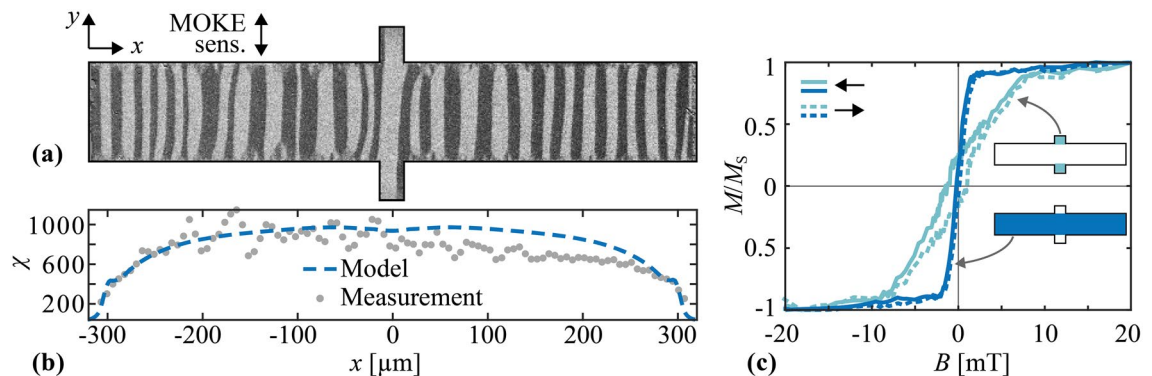 y
x
MOKE
sens.
(a)
1000
600
200
χ
Model
Measurement
-300 -200 -100 0 100 200 300
x [μm]
(b)
1
0.5
0
0.5
-1
M/Ms
-20 -10 0 10 20
B [mT]
(c)